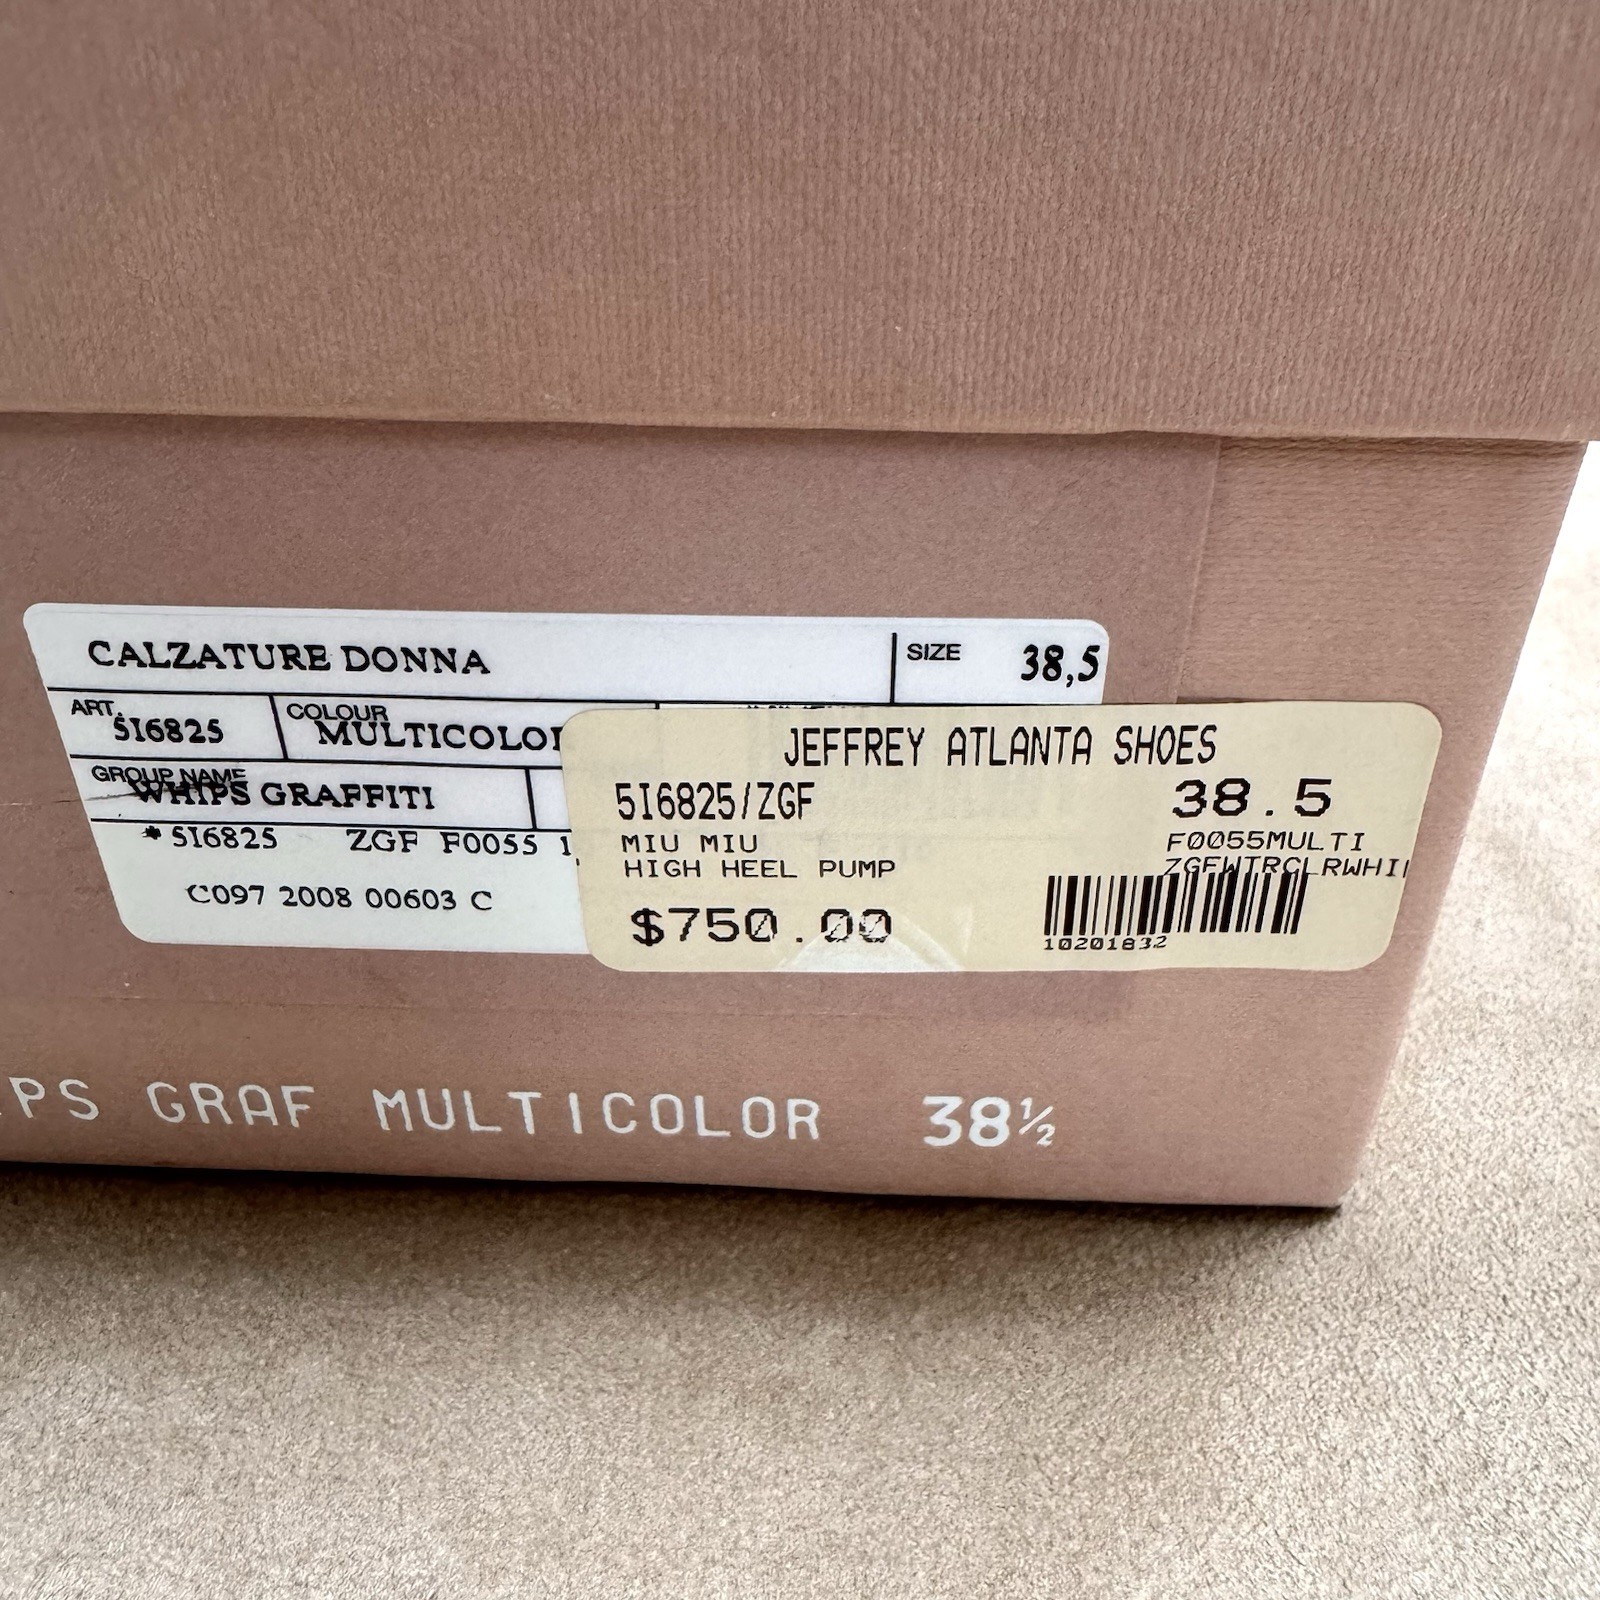 CALZATURE DONNA
SIZE 38,5
ART. 5I6825
COLOUR MULTICOLO
GROUP NAME
WHIPS GRAFFITI
* 5I6825 ZGF F0055 1
C097 2008 00603 C
JEFFREY ATLANTA SHOES
5I6825/ZGF 38.5
MIU MIU F0055MULTI
HIGH HEEL PUMP ZGFWTRCLRWHI
$750.00
10201832
PS GRAF MULTICOLOR 38½